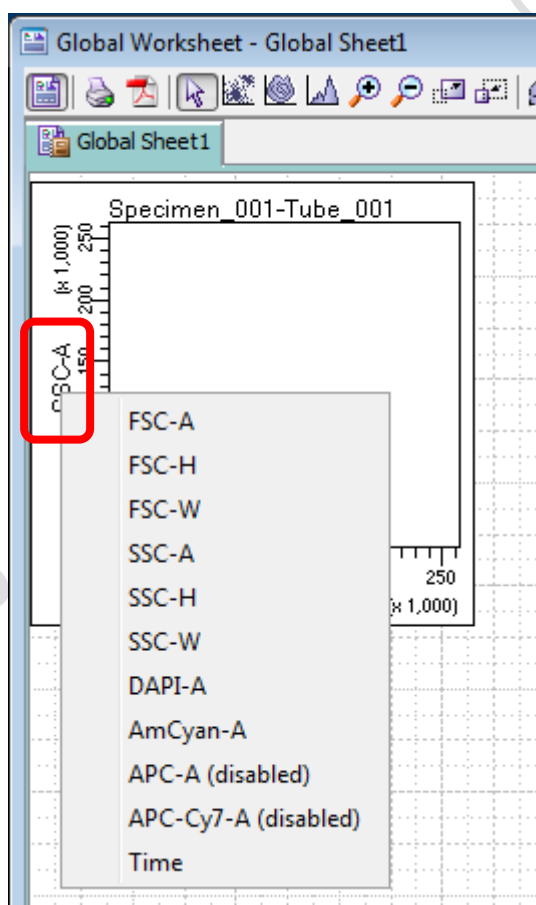 Global Worksheet - Global Sheet1
Global Sheet1
Specimen_001-Tube_001
(x 1,000)
250
200
150
SSC-A
FSC-A
FSC-H
FSC-W
SSC-A
SSC-H
SSC-W
DAPI-A
AmCyan-A
APC-A (disabled)
APC-Cy7-A (disabled)
Time
250
(x 1,000)